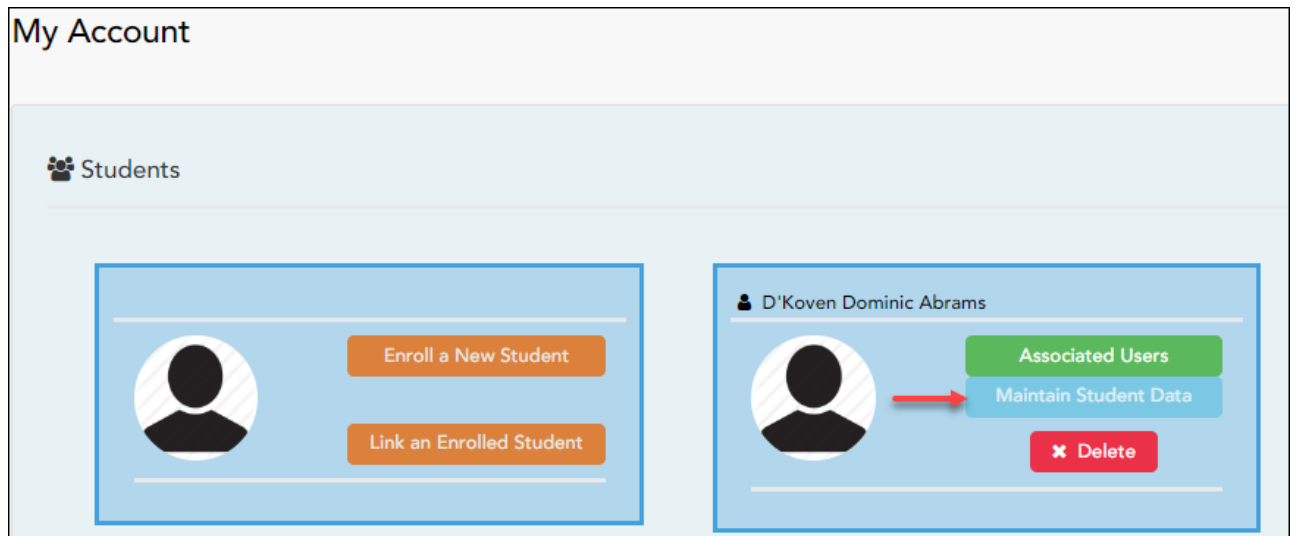 My Account
Students
Enroll a New Student
Link an Enrolled Student
D'Koven Dominic Abrams
Associated Users
Maintain Student Data
Delete